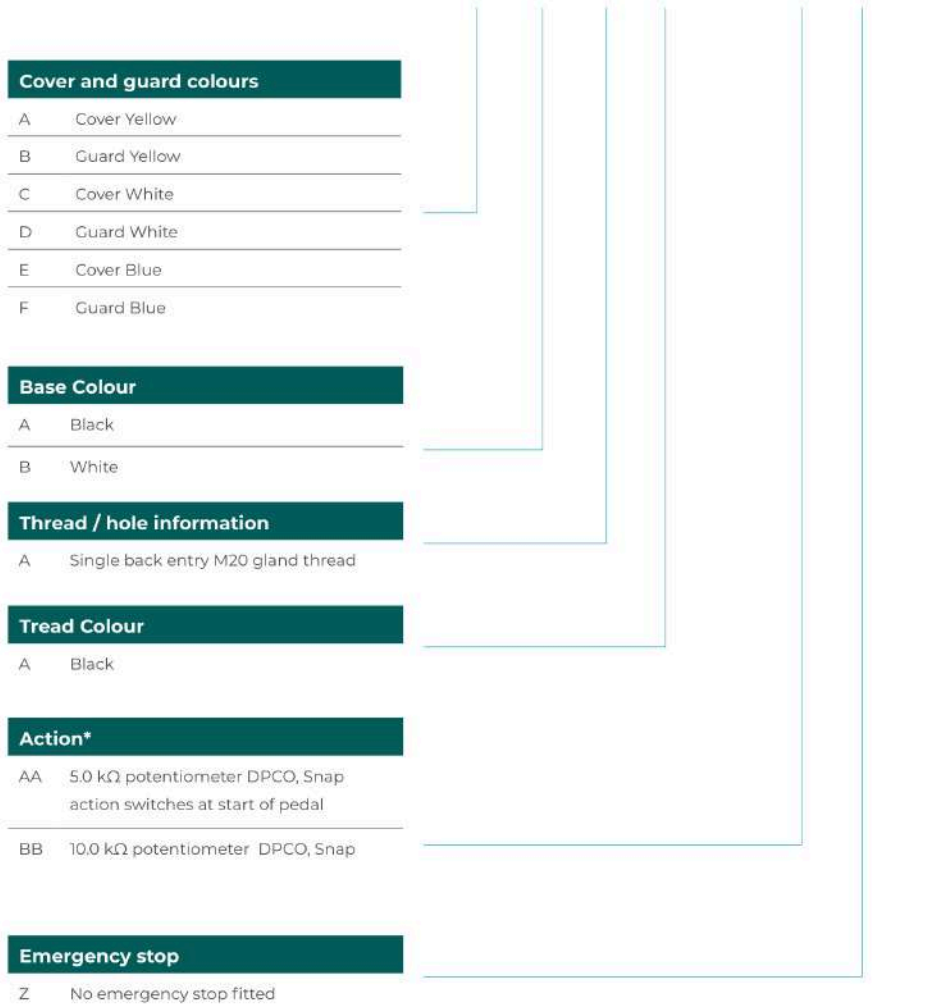 Cover and guard colours
A Cover Yellow
B Guard Yellow
C Cover White
D Guard White
E Cover Blue
F Guard Blue
Base Colour
A Black
B White
Thread / hole information
A Single back entry M20 gland thread
Tread Colour
A Black
Action*
AA 5.0 kΩ potentiometer DPCO, Snap
action switches at start of pedal
BB 10.0 kΩ potentiometer DPCO, Snap
Emergency stop
Z No emergency stop fitted